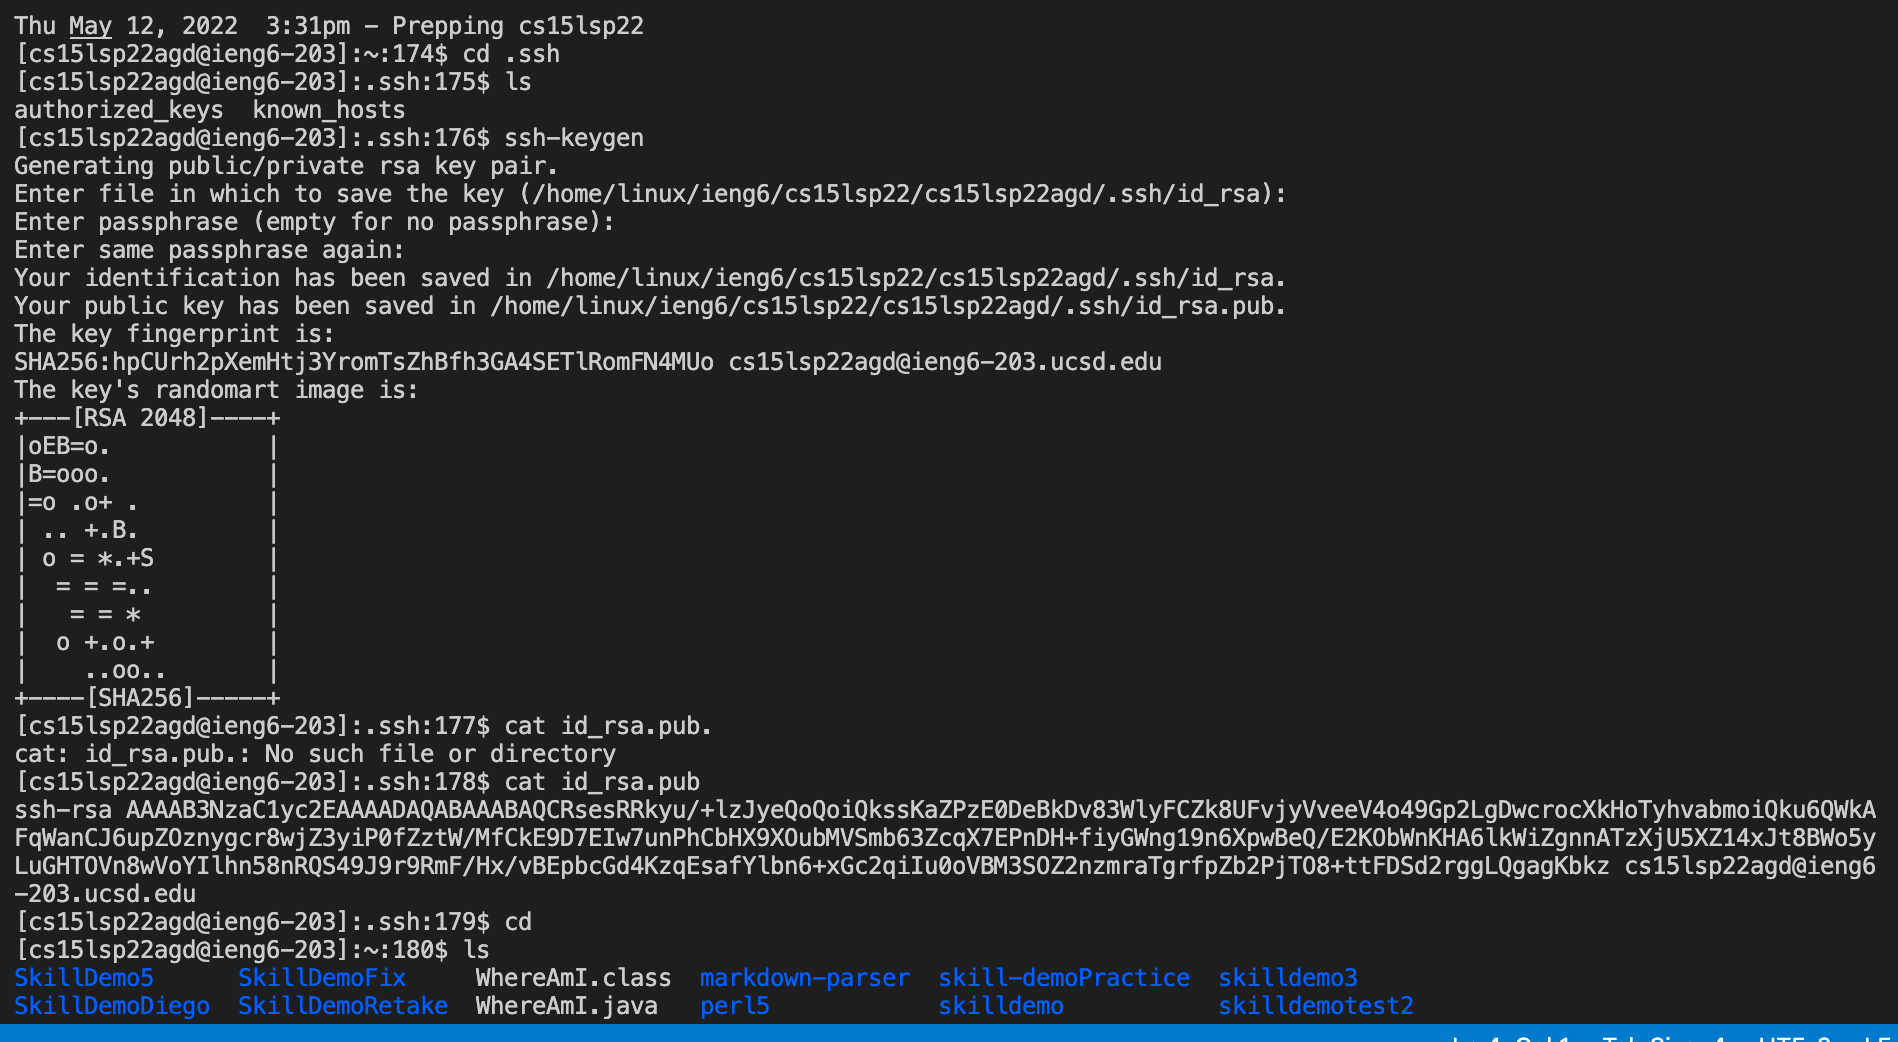 Thu May 12, 2022  3:31pm - Prepping cs15lsp22
[cs15lsp22agd@ieng6-203]:~:174$ cd .ssh
[cs15lsp22agd@ieng6-203]:.ssh:175$ ls
authorized_keys  known_hosts
[cs15lsp22agd@ieng6-203]:.ssh:176$ ssh-keygen
Generating public/private rsa key pair.
Enter file in which to save the key (/home/linux/ieng6/cs15lsp22/cs15lsp22agd/.ssh/id_rsa):
Enter passphrase (empty for no passphrase):
Enter same passphrase again:
Your identification has been saved in /home/linux/ieng6/cs15lsp22/cs15lsp22agd/.ssh/id_rsa.
Your public key has been saved in /home/linux/ieng6/cs15lsp22/cs15lsp22agd/.ssh/id_rsa.pub.
The key fingerprint is:
SHA256:hpCUrh2pXemHtj3YromTsZhBfh3GA4SETlRomFN4MUo cs15lsp22agd@ieng6-203.ucsd.edu
The key's randomart image is:
+---[RSA 2048]----+
|oEB=o.           |
|B=ooo.           |
|=o .o+ .         |
| .. +.B.         |
| o = *.+S        |
|  = = =..        |
|   = = *         |
|  o +.o.+        |
|    ..oo..       |
+----[SHA256]-----+
[cs15lsp22agd@ieng6-203]:.ssh:177$ cat id_rsa.pub.
cat: id_rsa.pub.: No such file or directory
[cs15lsp22agd@ieng6-203]:.ssh:178$ cat id_rsa.pub
ssh-rsa AAAAB3NzaC1yc2EAAAADAQABAAABAQCRsesRRkyu/+lzJyeQoQoiQkssKaZPzE0DeBkDv83WlyFCZk8UFvjyVveeV4o49Gp2LgDwcrocXkHoTyhvabmoiQku6QWkA
FqWanCJ6upZOznygcr8wjZ3yiP0fZztW/MfCkE9D7EIw7unPhCbHX9XOubMVSmb63ZcqX7EPnDH+fiyGWng19n6XpwBeQ/E2KObWnKHA6lkWiZgnnATzXjU5XZ14xJt8BWo5y
LuGHTOVn8wVoYIlhn58nRQS49J9r9RmF/Hx/vBEpbcGd4KzqEsafYlbn6+xGc2qiIu0oVBM3SOZ2nzmraTgrfpZb2PjTO8+ttFDSd2rggLQgagKbkz cs15lsp22agd@ieng6
-203.ucsd.edu
[cs15lsp22agd@ieng6-203]:.ssh:179$ cd
[cs15lsp22agd@ieng6-203]:~:180$ ls
SkillDemo5      SkillDemoFix     WhereAmI.class  markdown-parser  skill-demoPractice  skilldemo3
SkillDemoDiego  SkillDemoRetake  WhereAmI.java   perl5            skilldemo           skilldemotest2